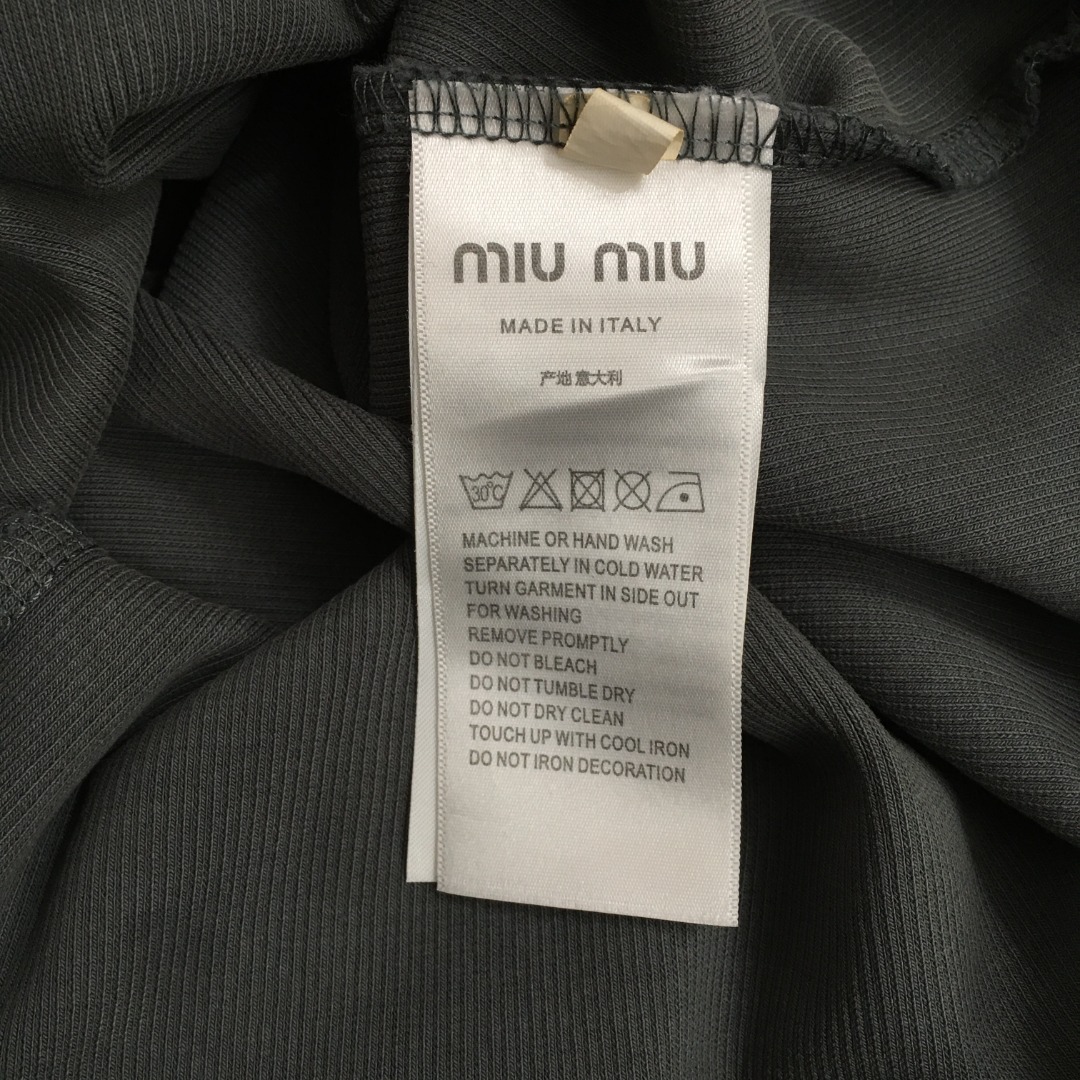 miu miu
MADE IN ITALY
产地 意大利
30°C
MACHINE OR HAND WASH
SEPARATELY IN COLD WATER
TURN GARMENT IN SIDE OUT
FOR WASHING
REMOVE PROMPTLY
DO NOT BLEACH
DO NOT TUMBLE DRY
DO NOT DRY CLEAN
TOUCH UP WITH COOL IRON
DO NOT IRON DECORATION